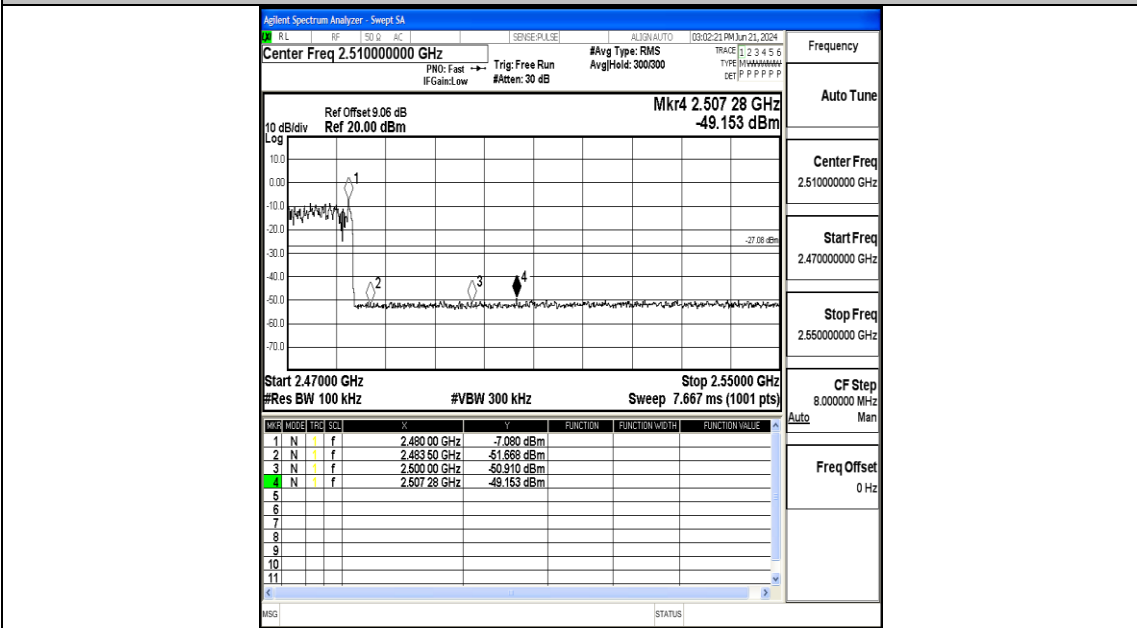 Agilent Spectrum Analyzer - Swept SA
RL RF 50 Ω AC SENSE:PULSE ALIGN AUTO 03:02:21 PM Jun 21, 2024
Center Freq 2.510000000 GHz
PNO: Fast
IFGain:Low
Trig: Free Run
#Atten: 30 dB
#Avg Type: RMS
Avg|Hold: 300/300
TRACE 1 2 3 4 5 6
TYPE M
DET P P P P P P
Ref Offset 9.06 dB
Ref 20.00 dBm
10 dB/div
Log
Mkr4 2.507 28 GHz
-49.153 dBm
10.0
0.00
-10.0
-20.0
-30.0
-40.0
-50.0
-60.0
-70.0
1
2
3
4
-27.08 dBm
Start 2.47000 GHz
Stop 2.55000 GHz
#Res BW 100 kHz
#VBW 300 kHz
Sweep 7.667 ms (1001 pts)
MKR MODE TRC SCL X Y FUNCTION FUNCTION WIDTH FUNCTION VALUE
1 N 1 f 2.480 00 GHz -7.080 dBm
2 N 1 f 2.483 50 GHz -51.668 dBm
3 N 1 f 2.500 00 GHz -50.910 dBm
4 N 1 f 2.507 28 GHz -49.153 dBm
5
6
7
8
9
10
11
MSG
STATUS
Frequency
Auto Tune
Center Freq
2.510000000 GHz
Start Freq
2.470000000 GHz
Stop Freq
2.550000000 GHz
CF Step
8.000000 MHz
Auto Man
Freq Offset
0 Hz